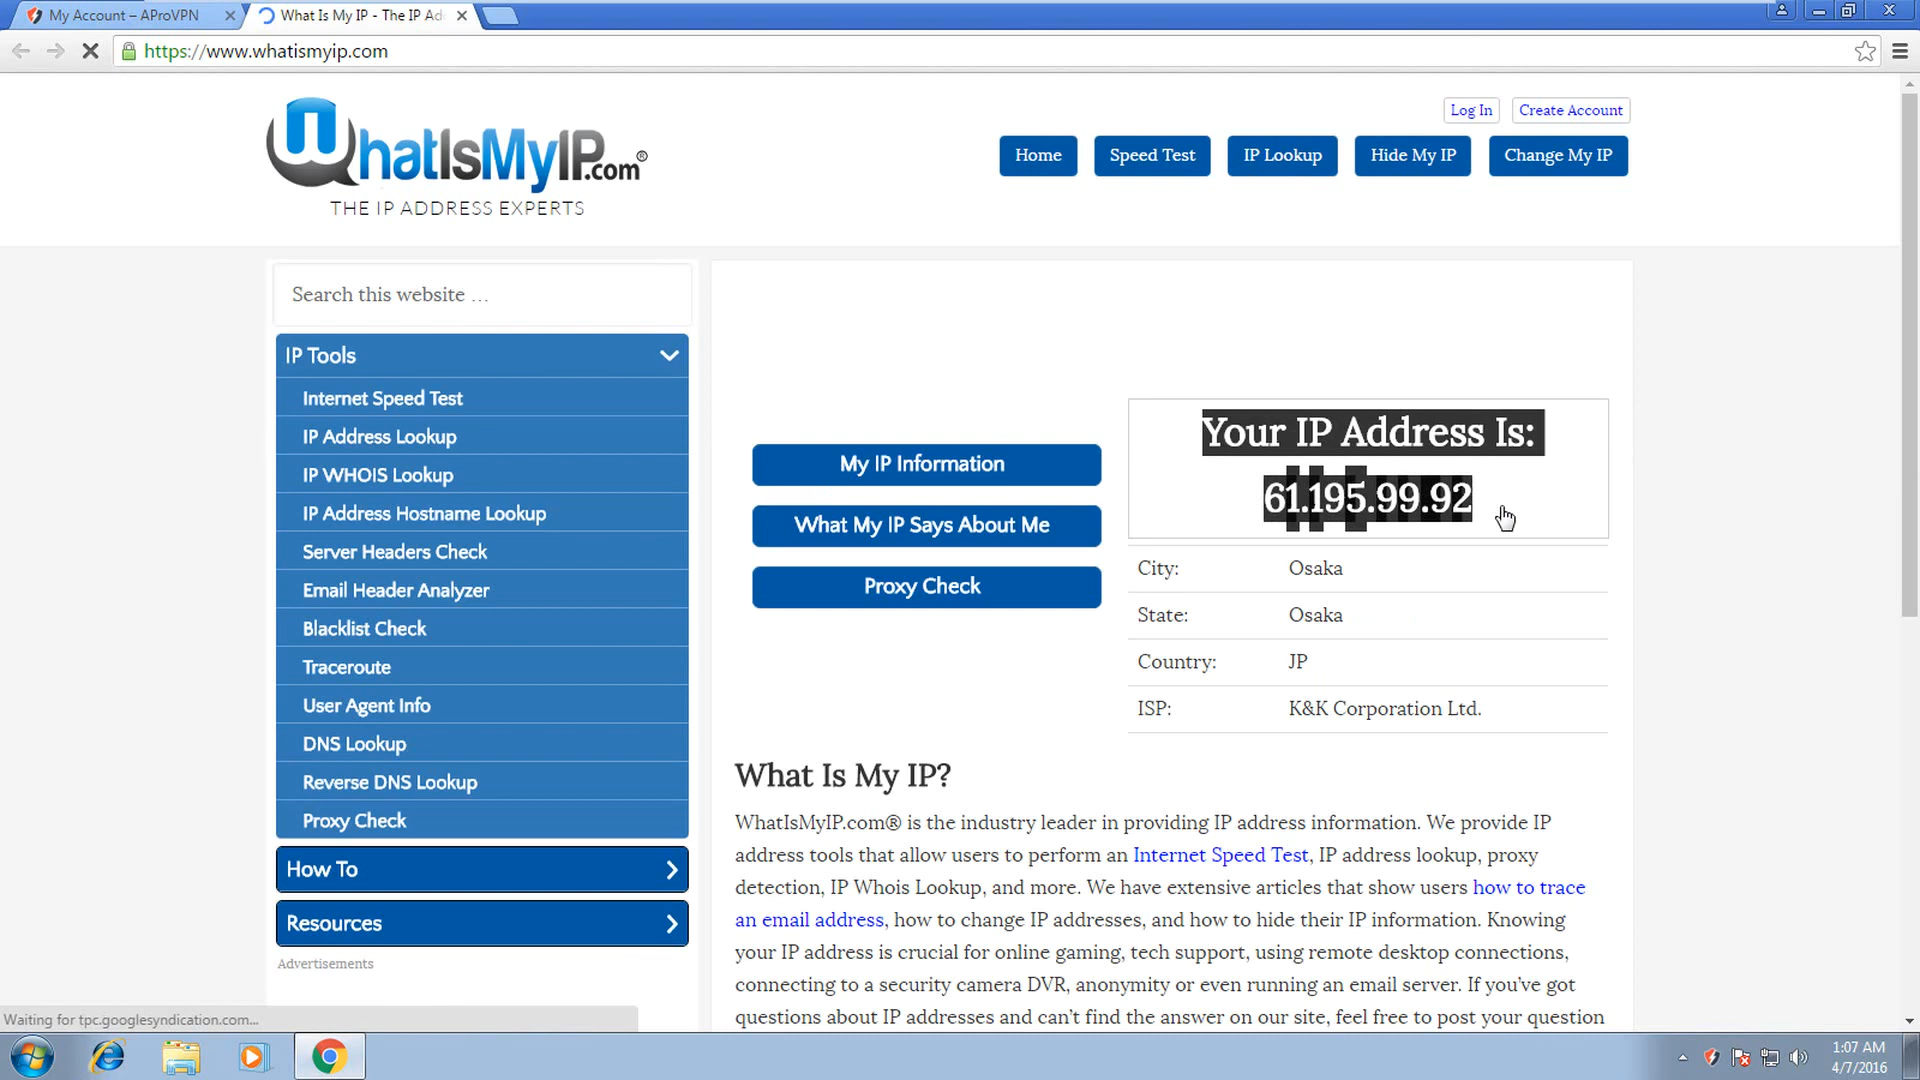 My Account – AProVPN
What Is My IP - The IP Ad
https://www.whatismyip.com
WhatIsMyIP.com®
THE IP ADDRESS EXPERTS
Log In
Create Account
Home
Speed Test
IP Lookup
Hide My IP
Change My IP
Search this website …
IP Tools
Internet Speed Test
IP Address Lookup
IP WHOIS Lookup
IP Address Hostname Lookup
Server Headers Check
Email Header Analyzer
Blacklist Check
Traceroute
User Agent Info
DNS Lookup
Reverse DNS Lookup
Proxy Check
How To
Resources
Advertisements
My IP Information
What My IP Says About Me
Proxy Check
Your IP Address Is:
61.195.99.92
City: Osaka
State: Osaka
Country: JP
ISP: K&K Corporation Ltd.
What Is My IP?
WhatIsMyIP.com® is the industry leader in providing IP address information. We provide IP
address tools that allow users to perform an Internet Speed Test, IP address lookup, proxy
detection, IP Whois Lookup, and more. We have extensive articles that show users how to trace
an email address, how to change IP addresses, and how to hide their IP information. Knowing
your IP address is crucial for online gaming, tech support, using remote desktop connections,
connecting to a security camera DVR, anonymity or even running an email server. If you've got
questions about IP addresses and can't find the answer on our site, feel free to post your question
Waiting for tpc.googlesyndication.com...
1:07 AM
4/7/2016